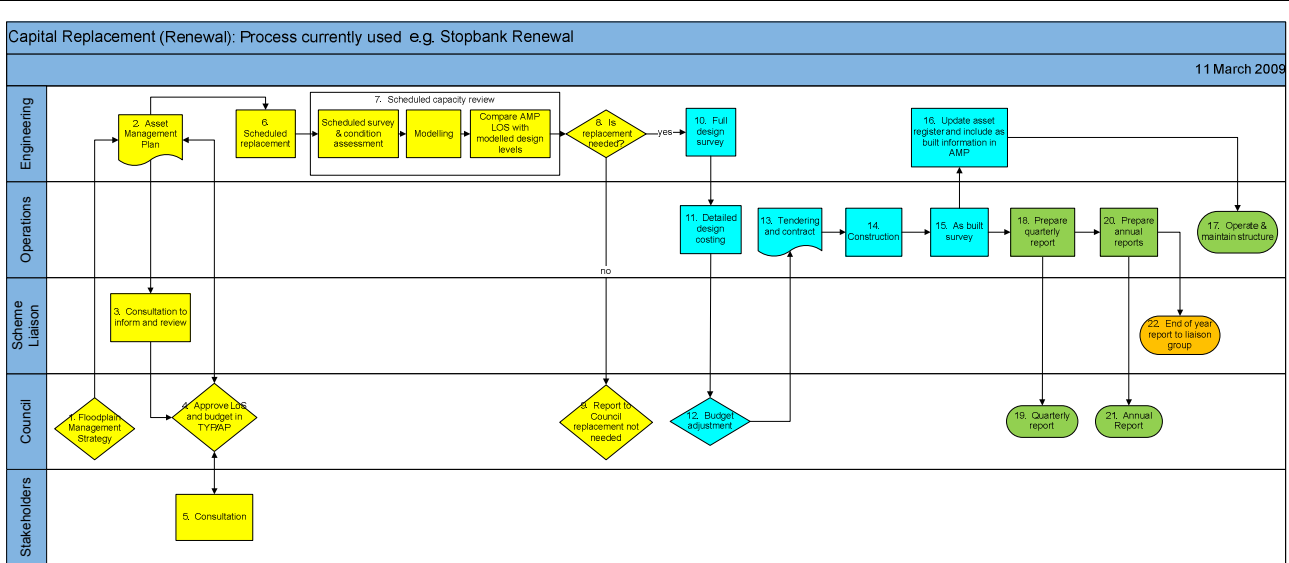 Capital Replacement (Renewal): Process currently used e.g. Stopbank Renewal
11 March 2009
Engineering
2. Asset
Management
Plan
6.
Scheduled
replacement
7. Scheduled capacity review
Scheduled survey
& condition
assessment
Modelling
Compare AMP
LOS with
modelled design
levels
8. Is
replacement
needed?
yes
10. Full
design
survey
16. Update asset
register and include as
built information in
AMP
Operations
no
11. Detailed
design
costing
13. Tendering
and contract
14.
Construction
15. As built
survey
18. Prepare
quarterly
report
20. Prepare
annual
reports
17. Operate &
maintain structure
Scheme
Liaison
3. Consultation to
inform and review
22. End of year
report to liaison
group
Council
1. Floodplain
Management
Strategy
4. Approve LoS
and budget in
TYP/AP
9. Report to
Council
replacement not
needed
12. Budget
adjustment
19. Quarterly
report
21. Annual
Report
Stakeholders
5. Consultation